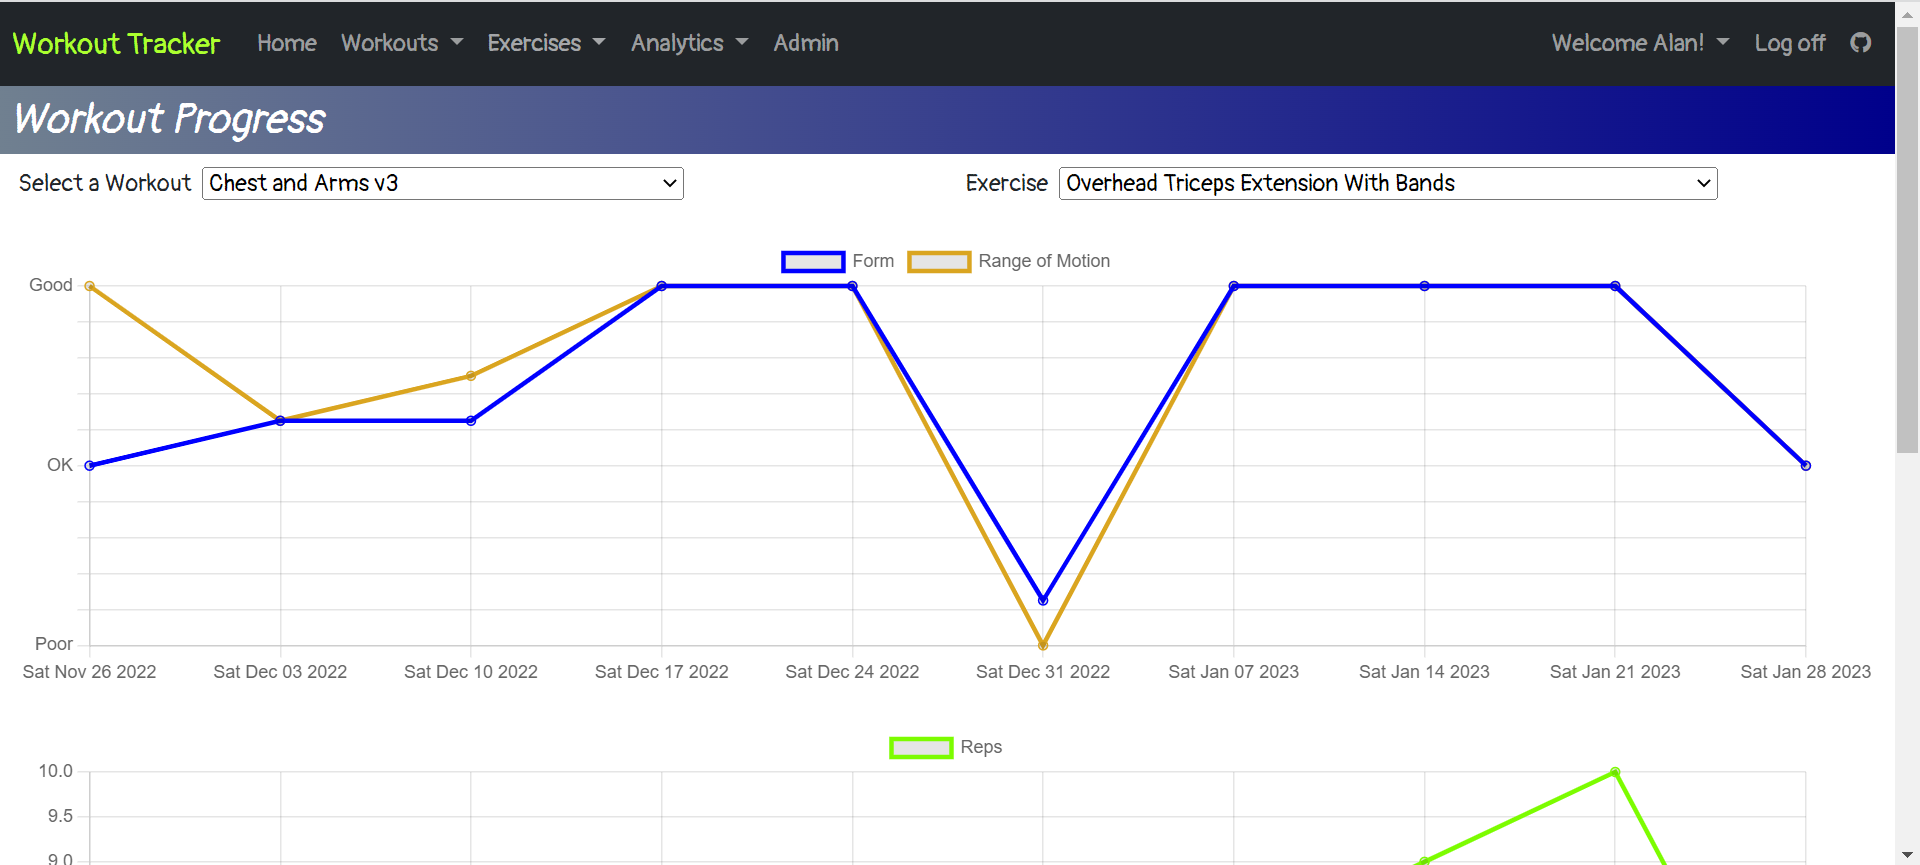 Workout Tracker Home Workouts Exercises Analytics Admin Welcome Alan! Log off
Workout Progress
Select a Workout Chest and Arms v3 Exercise Overhead Triceps Extension With Bands
Form Range of Motion
Good
OK
Poor
Sat Nov 26 2022 Sat Dec 03 2022 Sat Dec 10 2022 Sat Dec 17 2022 Sat Dec 24 2022 Sat Dec 31 2022 Sat Jan 07 2023 Sat Jan 14 2023 Sat Jan 21 2023 Sat Jan 28 2023
Reps
10.0
9.5
9.0